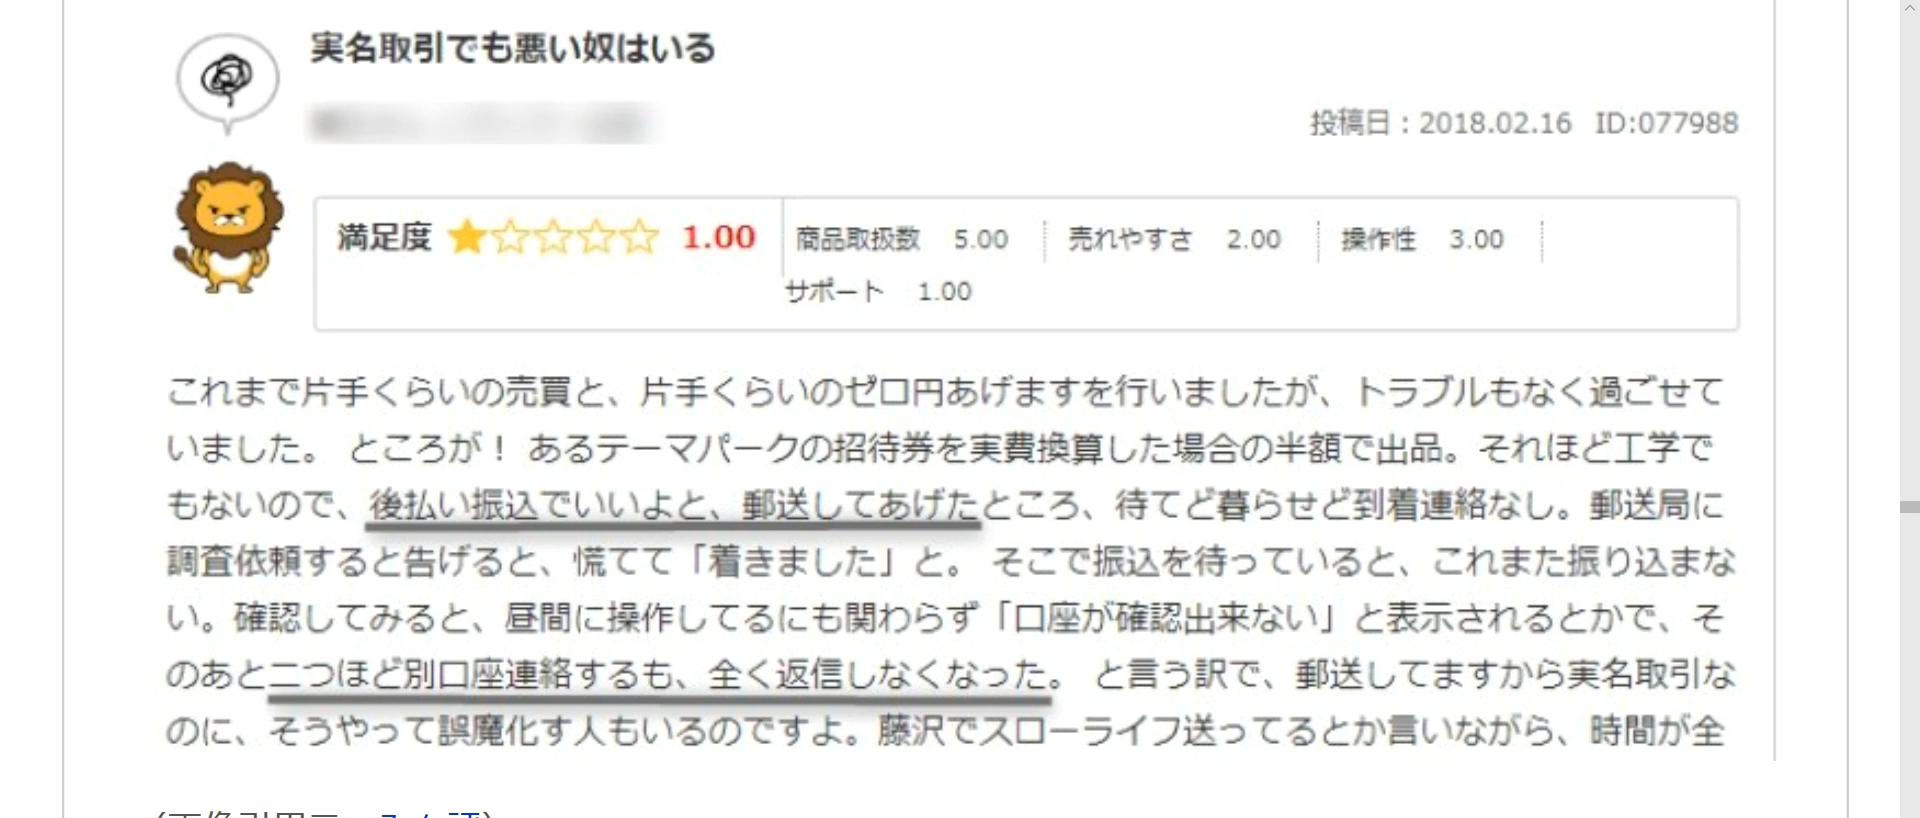 実名取引でも悪い奴はいる
投稿日：2018.02.16 ID:077988
満足度 ★☆☆☆☆ 1.00 商品取扱数 5.00 売れやすさ 2.00 操作性 3.00
サポート 1.00
これまで片手くらいの売買と、片手くらいのゼロ円あげますを行いましたが、トラブルもなく過ごせて
いました。 ところが！ あるテーマパークの招待券を実費換算した場合の半額で出品。それほど工学で
もないので、後払い振込でいいよと、郵送してあげたところ、待てど暮らせど到着連絡なし。郵送局に
調査依頼すると告げると、慌てて「着きました」と。 そこで振込を待っていると、これまた振り込まな
い。確認してみると、昼間に操作してるにも関わらず「口座が確認出来ない」と表示されるとかで、そ
のあと二つほど別口座連絡するも、全く返信しなくなった。 と言う訳で、郵送してますから実名取引な
のに、そうやって誤魔化す人もいるのですよ。藤沢でスローライフ送ってるとか言いながら、時間が全